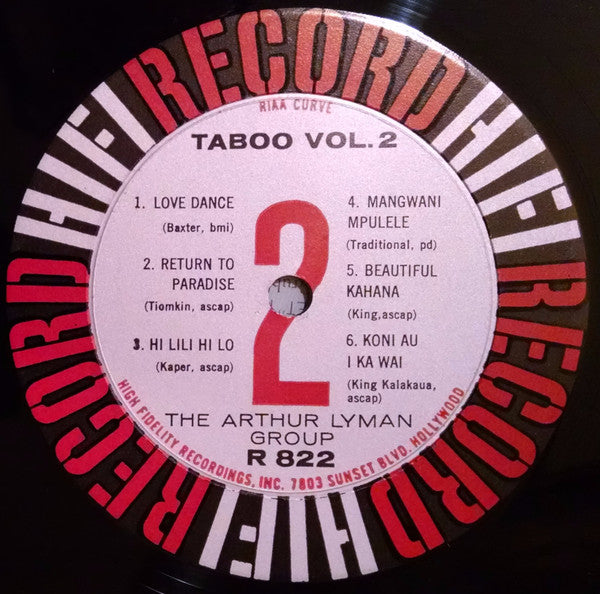 HIFI RECORD HIFI RECORD HIFI RECORD
RIAA CURVE
TABOO VOL. 2
2
1. LOVE DANCE
(Baxter, bmi)
2. RETURN TO
PARADISE
(Tiomkin, ascap)
3. HI LILI HI LO
(Kaper, ascap)
4. MANGWANI
MPULELE
(Traditional, pd)
5. BEAUTIFUL
KAHANA
(King,ascap)
6. KONI AU
I KA WAI
(King Kalakaua,
ascap)
THE ARTHUR LYMAN
GROUP
R 822
HIGH FIDELITY RECORDINGS, INC. 7803 SUNSET BLVD. HOLLYWOOD